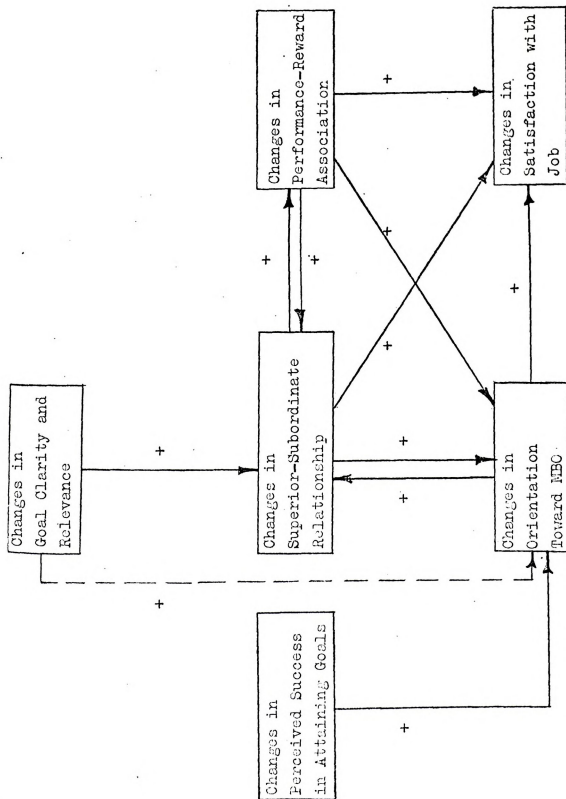 Changes in
Goal Clarity and
Relevance
+
+
Changes in
Perceived Success
in Attaining Goals
+
Changes in
Superior-Subordinate
Relationship
+
+
Changes in
Performance-Reward
Association
+
+
+
+
+
Changes in
Orientation
Toward MBO
+
Changes in
Satisfaction with
Job